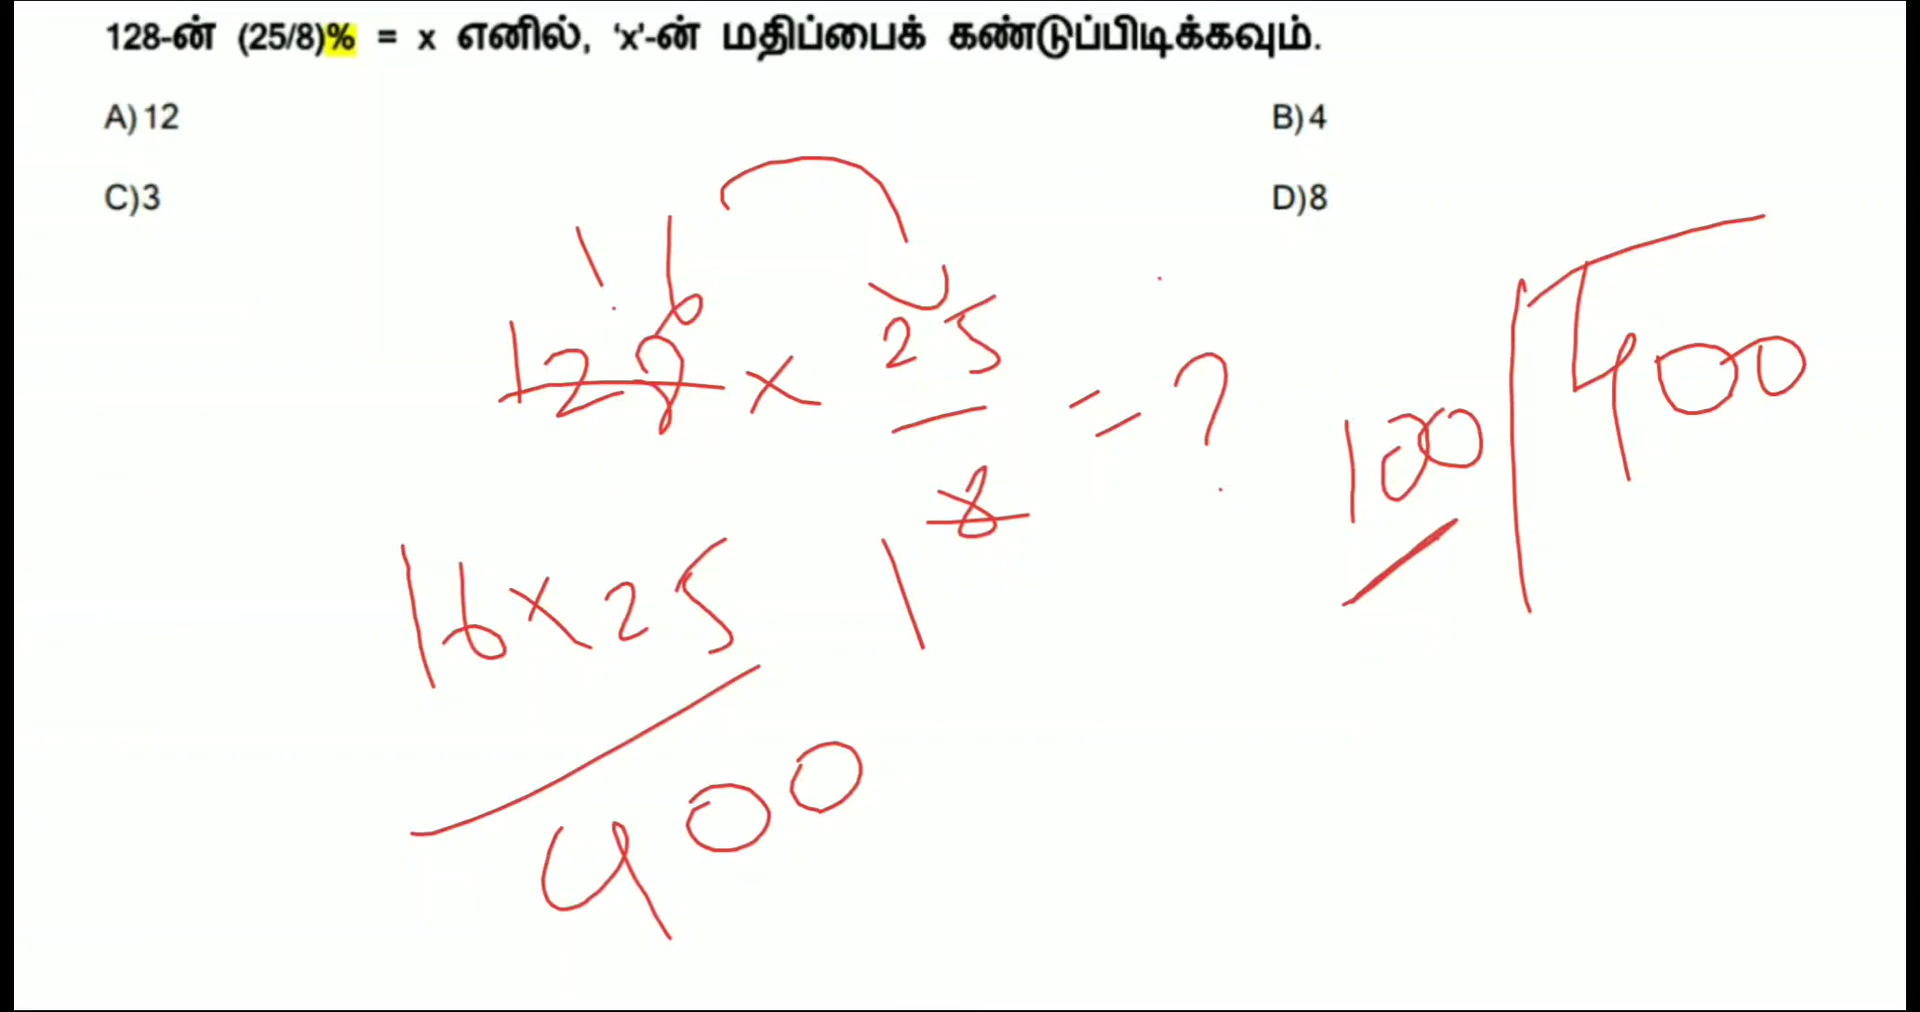 128-ன் (25/8)% = x எனில், 'x'-ன் மதிப்பைக் கண்டுப்பிடிக்கவும்.
A) 12
B) 4
C) 3
D) 8
16
128 × 25/8 = ?
1
100 400
16 × 25
400